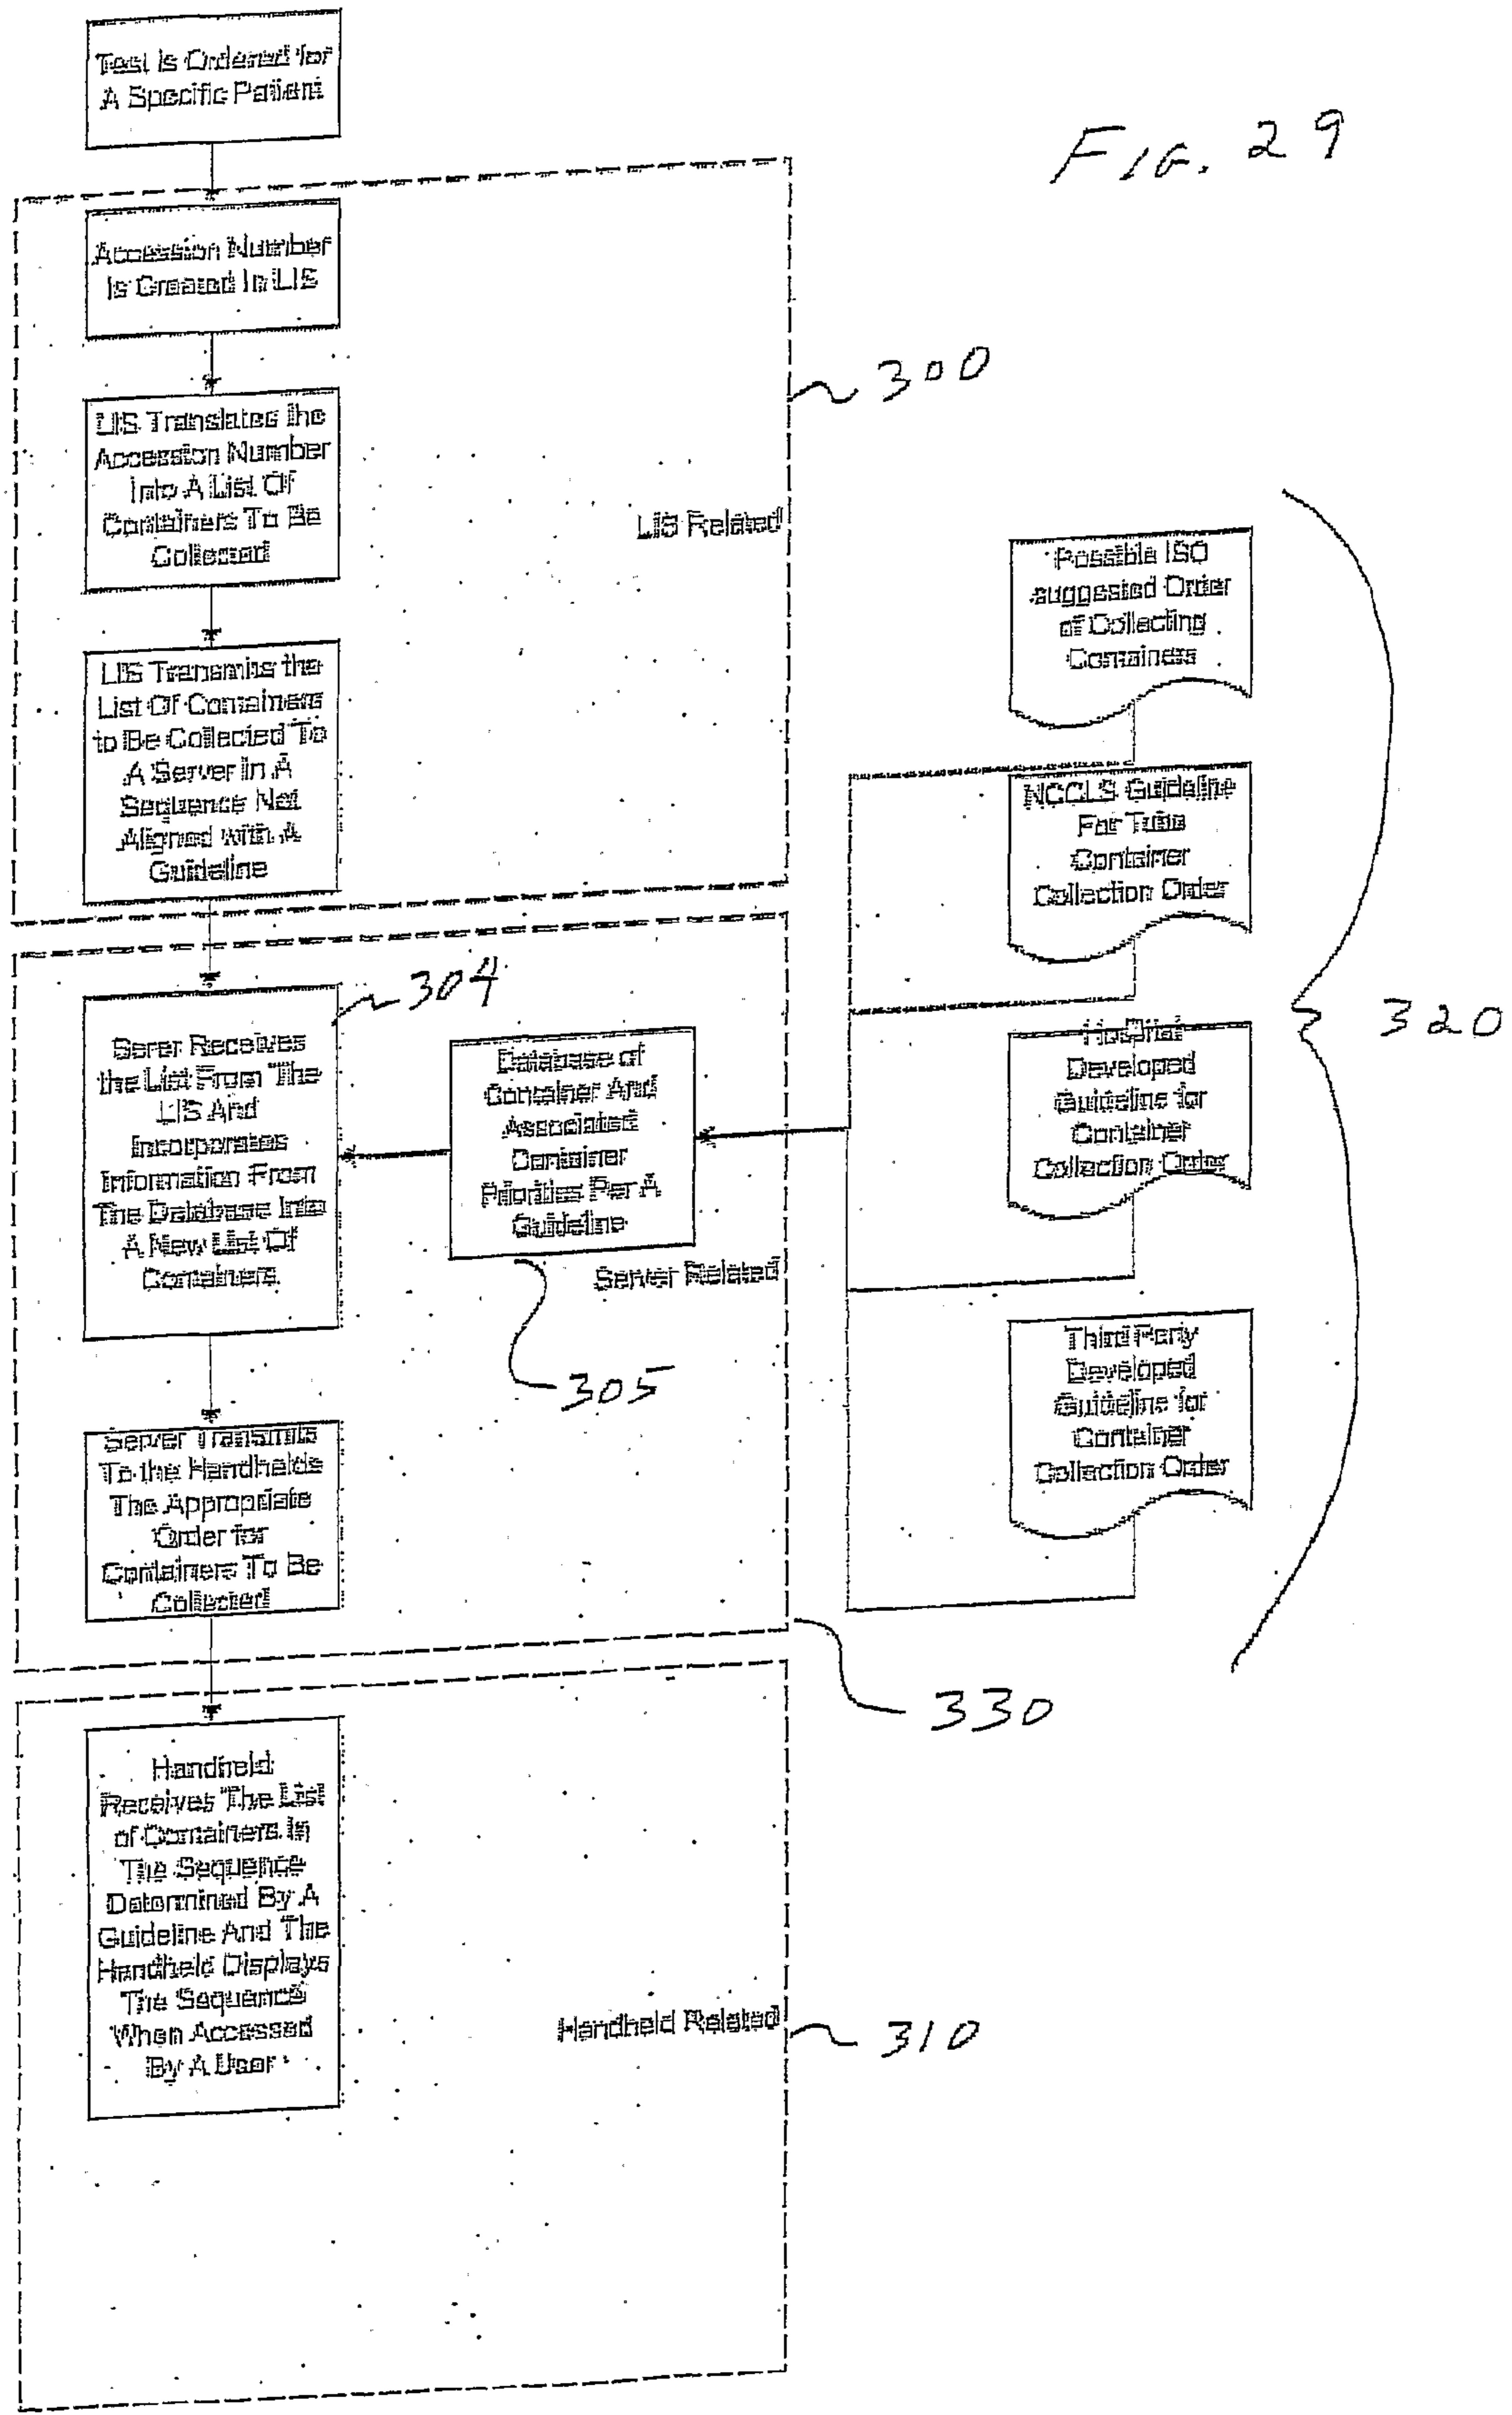 FIG. 29
Test Is Ordered for
A Specific Patient
Accession Number
Is Created In LIS
300
LIS Translates the
Accession Number
Into A List Of
Containers To Be
Collected
LIS Related
LIS Transmits the
List Of Containers
to Be Collected To
A Server In A
Sequence Not
Aligned with A
Guideline
Possible ISO
suggested Order
of Collecting
Containers
NCCLS Guideline
For Tube
Container
Collection Order
320
304
Serer Receives
the List From The
LIS And
Incorporates
Information From
The Database Into
A New List Of
Containers.
Database of
Container And
Associated
Container
Priorities Per A
Guideline
Server Related
305
Hospital
Developed
Guideline for
Container
Collection Order
Third Party
Developed
Guideline for
Container
Collection Order
Server Transmits
To the Handhelds
The Appropriate
Order for
Containers To Be
Collected
330
Handheld
Receives The List
of Containers In
The Sequence
Determined By A
Guideline And The
Handheld Displays
The Sequence
When Accessed
By A User
Handheld Related
310